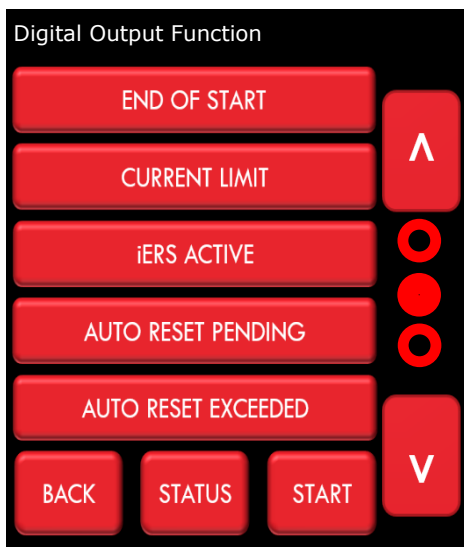 Digital Output Function
END OF START
CURRENT LIMIT
iERS ACTIVE
AUTO RESET PENDING
AUTO RESET EXCEEDED
BACK STATUS START